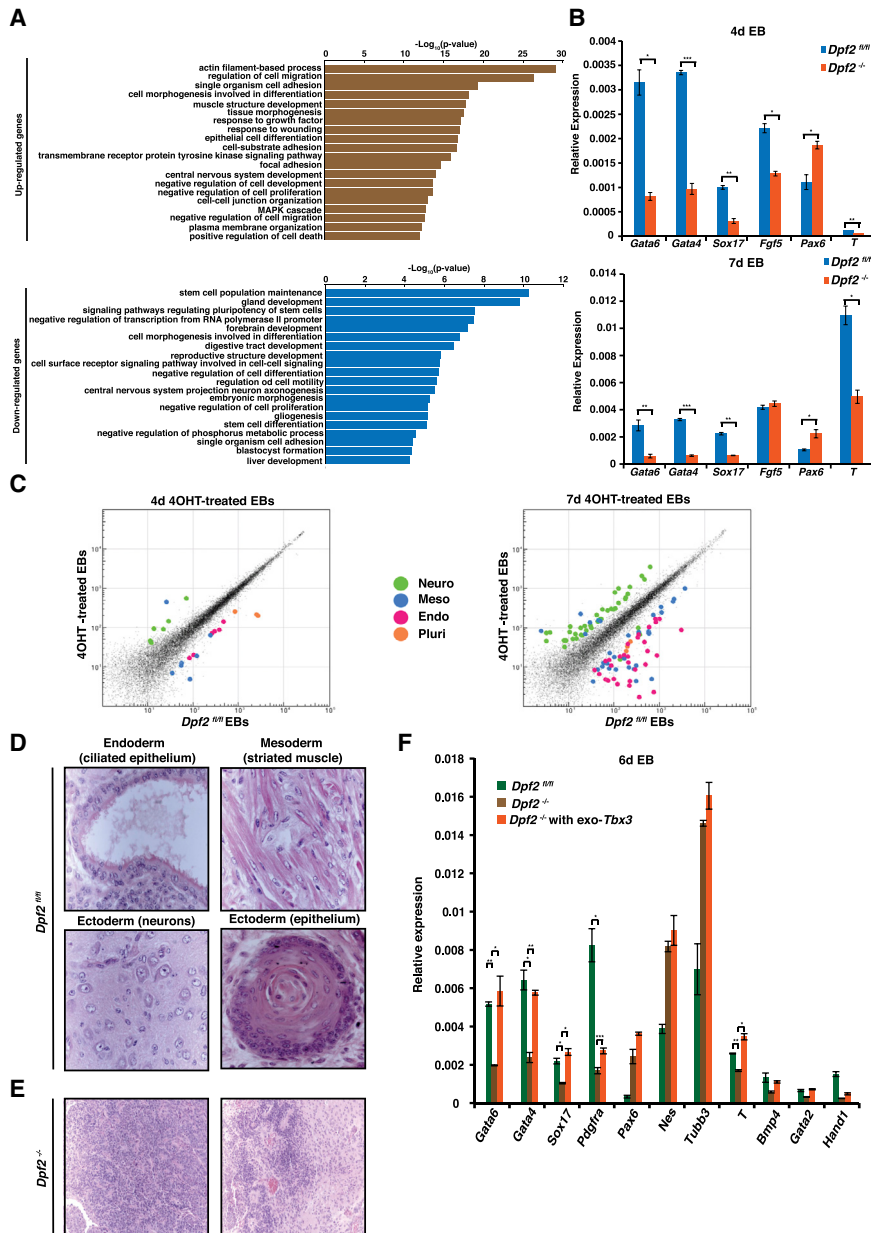 A
-Log10(p-value)
0 5 10 15 20 25 30
Up-regulated genes
actin filament-based process
regulation of cell migration
single organism cell adhesion
cell morphogenesis involved in differentiation
muscle structure development
tissue morphogenesis
response to growth factor
response to wounding
epithelial cell differentiation
cell-substrate adhesion
transmembrane receptor protein tyrosine kinase signaling pathway
focal adhesion
central nervous system development
negative regulation of cell development
negative regulation of cell proliferation
cell-cell junction organization
MAPK cascade
negative regulation of cell migration
plasma membrane organization
positive regulation of cell death
-Log10(p-value)
0 2 4 6 8 10 12
Down-regulated genes
stem cell population maintenance
gland development
signaling pathways regulating pluripotency of stem cells
negative regulation of transcription from RNA polymerase II promoter
forebrain development
cell morphogenesis involved in differentiation
digestive tract development
reproductive structure development
cell surface receptor signaling pathway involved in cell-cell signaling
negative regulation of cell differentiation
regulation od cell motility
central nervous system projection neuron axonogenesis
embryonic morphogenesis
negative regulation of cell proliferation
gliogenesis
stem cell differentiation
negative regulation of phosphorus metabolic process
single organism cell adhesion
blastocyst formation
liver development
B
4d EB
Dpf2 fl/fl
Dpf2 -/-
Relative Expression
0.004
0.0035
0.003
0.0025
0.002
0.0015
0.001
0.0005
0
* *** ** * * **
Gata6 Gata4 Sox17 Fgf5 Pax6 T
7d EB
Dpf2 fl/fl
Dpf2 -/-
Relative Expression
0.014
0.012
0.01
0.008
0.006
0.004
0.002
0
** *** ** * *
Gata6 Gata4 Sox17 Fgf5 Pax6 T
C
4d 4OHT-treated EBs
4OHT -treated EBs
Dpf2 fl/fl EBs
Neuro
Meso
Endo
Pluri
7d 4OHT-treated EBs
4OHT -treated EBs
Dpf2 fl/fl EBs
D
Dpf2 fl/fl
Endoderm
(ciliated epithelium)
Mesoderm
(striated muscle)
Ectoderm (neurons)
Ectoderm (epithelium)
E
Dpf2 -/-
F
6d EB
Dpf2 fl/fl
Dpf2 -/-
Dpf2 -/- with exo-Tbx3
Relative expression
0.018
0.016
0.014
0.012
0.010
0.008
0.006
0.004
0.002
0
** * * ** * * * *** ** *
Gata6 Gata4 Sox17 Pdgfra Pax6 Nes Tubb3 T Bmp4 Gata2 Hand1